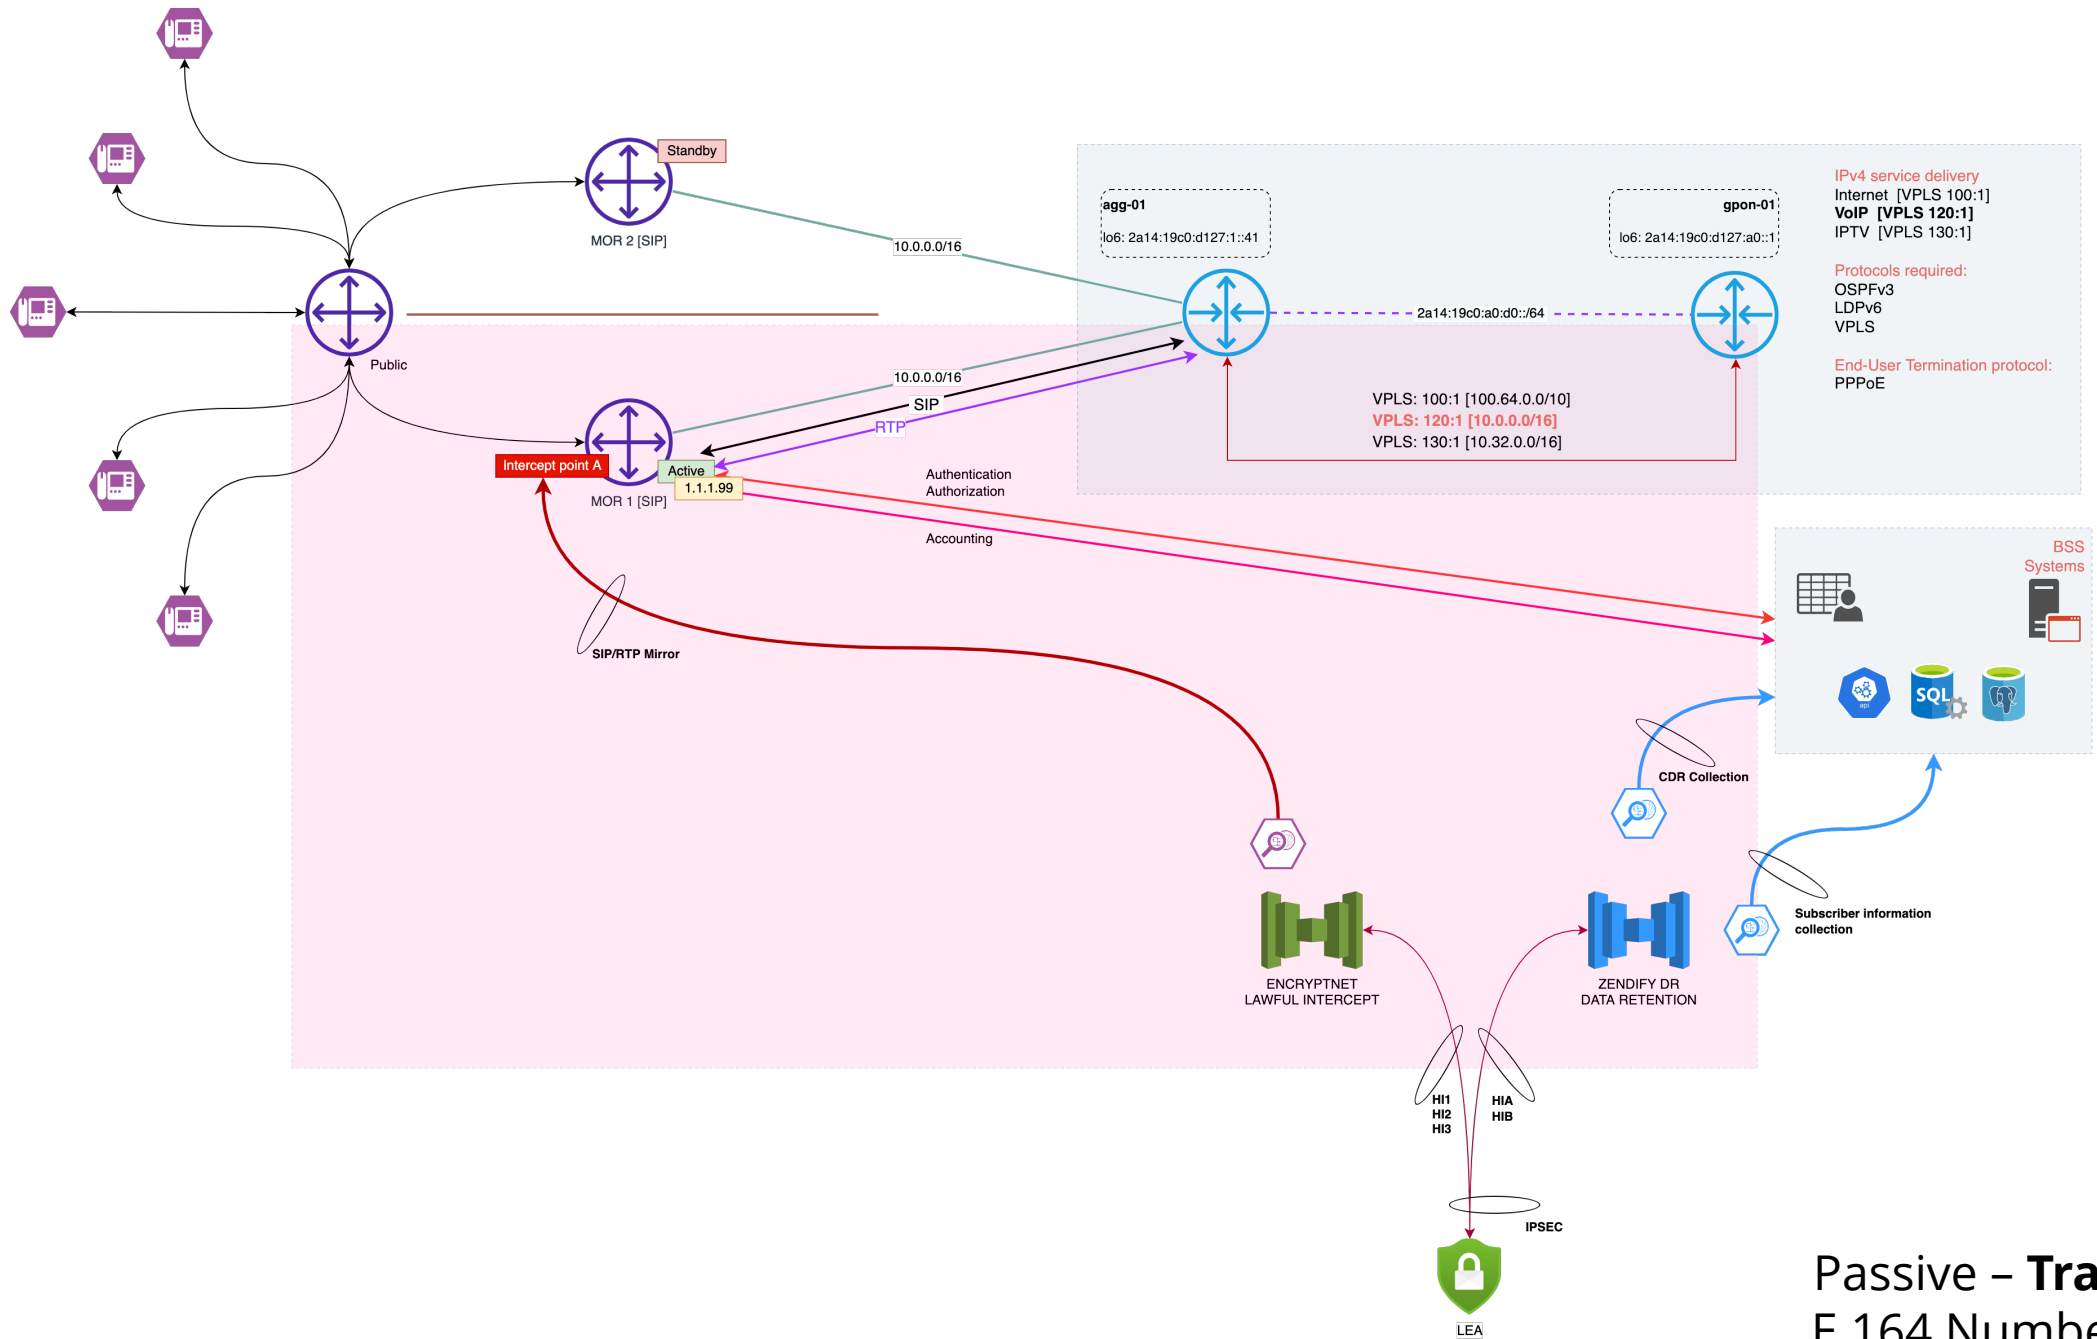 Standby
MOR 2 [SIP]
10.0.0.0/16
agg-01
lo6: 2a14:19c0:d127:1::41
gpon-01
lo6: 2a14:19c0:d127:a0::1
IPv4 service delivery
Internet [VPLS 100:1]
VoIP [VPLS 120:1]
IPTV [VPLS 130:1]
Protocols required:
OSPFv3
LDPv6
VPLS
End-User Termination protocol:
PPPoE
2a14:19c0:a0:d0::/64
Public
10.0.0.0/16
SIP
RTP
VPLS: 100:1 [100.64.0.0/10]
VPLS: 120:1 [10.0.0.0/16]
VPLS: 130:1 [10.32.0.0/16]
Intercept point A
Active
1.1.1.99
MOR 1 [SIP]
Authentication
Authorization
Accounting
BSS
Systems
api
SQL
SIP/RTP Mirror
CDR Collection
Subscriber information
collection
ENCRYPTNET
LAWFUL INTERCEPT
ZENDIFY DR
DATA RETENTION
HI1
HI2
HI3
HIA
HIB
IPSEC
LEA
Passive – Tra
E.164 Numbe